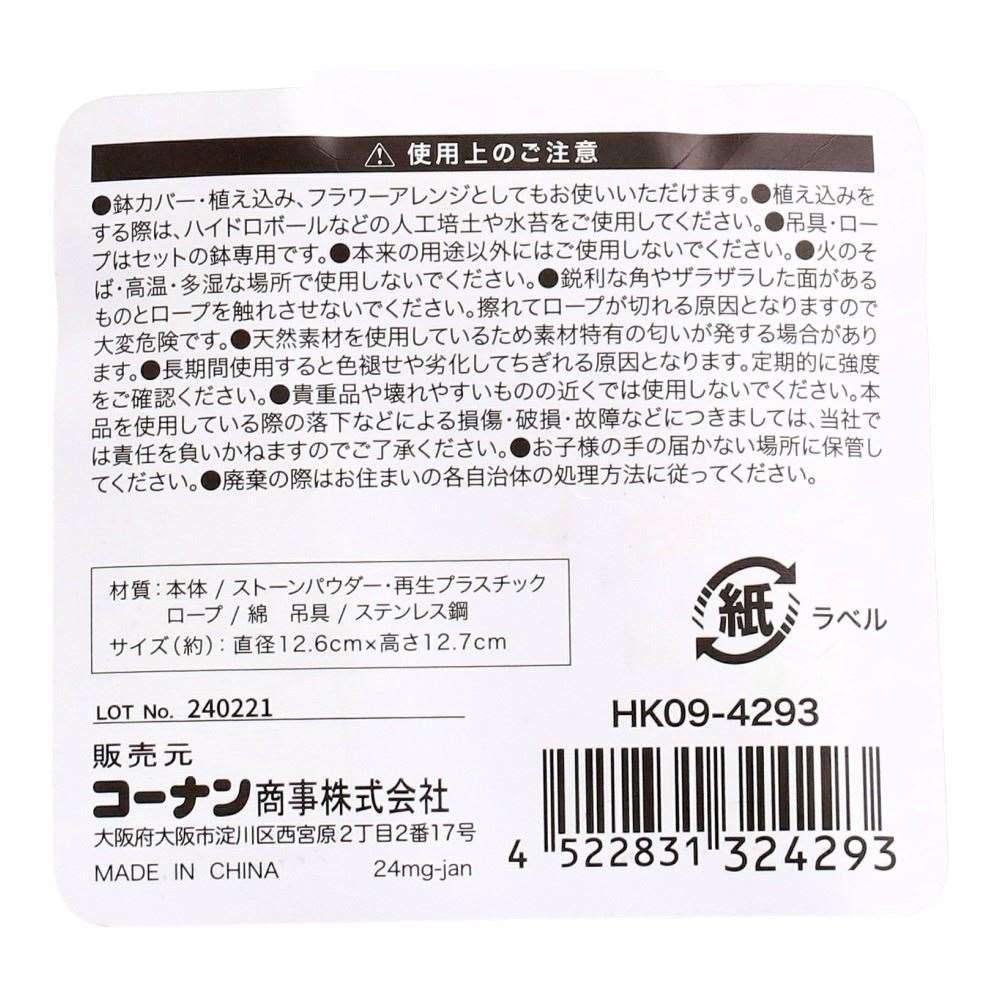 ⚠ 使用上のご注意
●鉢カバー・植え込み、フラワーアレンジとしてもお使いいただけます。●植え込みを
する際は、ハイドロボールなどの人工培土や水苔をご使用してください。●吊具・ロー
プはセットの鉢専用です。●本来の用途以外にはご使用しないでください。●火のそ
ば・高温・多湿な場所で使用しないでください。●鋭利な角やザラザラした面がある
ものとロープを触れさせないでください。擦れてロープが切れる原因となりますので
大変危険です。●天然素材を使用しているため素材特有の匂いが発する場合があり
ます。●長期間使用すると色褪せや劣化してちぎれる原因となります。定期的に強度
をご確認ください。●貴重品や壊れやすいものの近くでは使用しないでください。本
品を使用している際の落下などによる損傷・破損・故障などにつきましては、当社で
は責任を負いかねますのでご了承ください。●お子様の手の届かない場所に保管し
てください。●廃棄の際はお住まいの各自治体の処理方法に従ってください。
材質：本体 / ストーンパウダー・再生プラスチック
ロープ / 綿 吊具 / ステンレス鋼
サイズ（約）：直径12.6cm×高さ12.7cm
紙 ラベル
LOT No. 240221
HK09-4293
販売元
コーナン商事株式会社
大阪府大阪市淀川区西宮原2丁目2番17号
MADE IN CHINA 24mg-jan
4 522831 324293